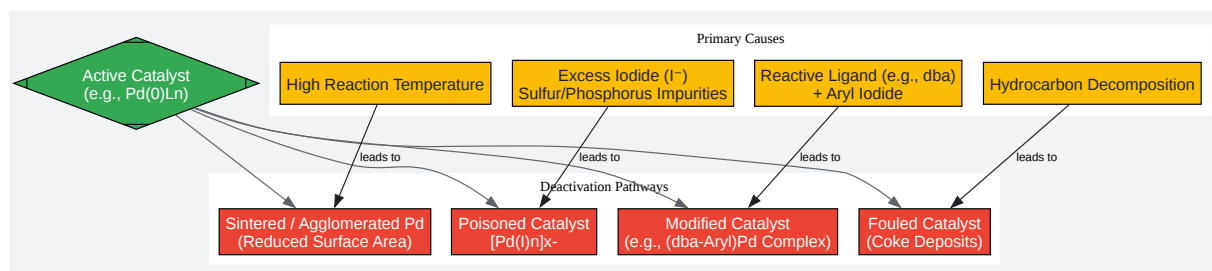 Primary Causes
Active Catalyst
(e.g., Pd(0)Ln)
High Reaction Temperature
Excess Iodide (I⁻)
Sulfur/Phosphorus Impurities
Reactive Ligand (e.g., dba)
+ Aryl Iodide
Hydrocarbon Decomposition
leads to
leads to
leads to
leads to
Deactivation Pathways
Sintered / Agglomerated Pd
(Reduced Surface Area)
Poisoned Catalyst
[Pd(I)n]x-
Modified Catalyst
(e.g., (dba-Aryl)Pd Complex)
Fouled Catalyst
(Coke Deposits)